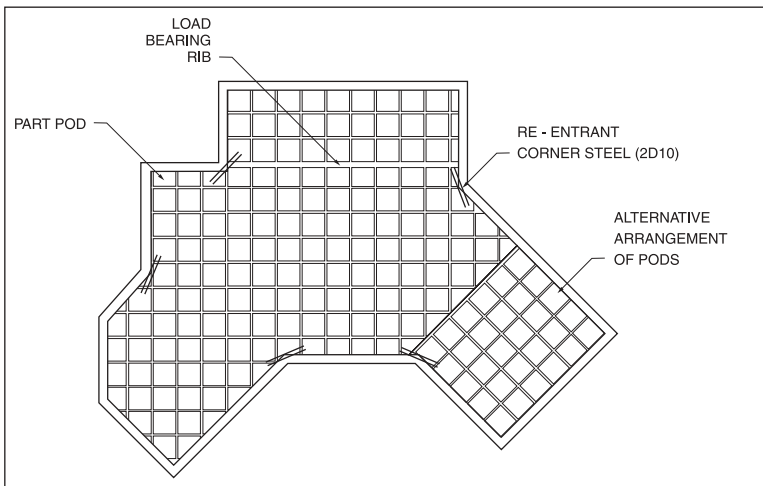 LOAD
BEARING
RIB
PART POD
RE - ENTRANT
CORNER STEEL (2D10)
ALTERNATIVE
ARRANGEMENT
OF PODS